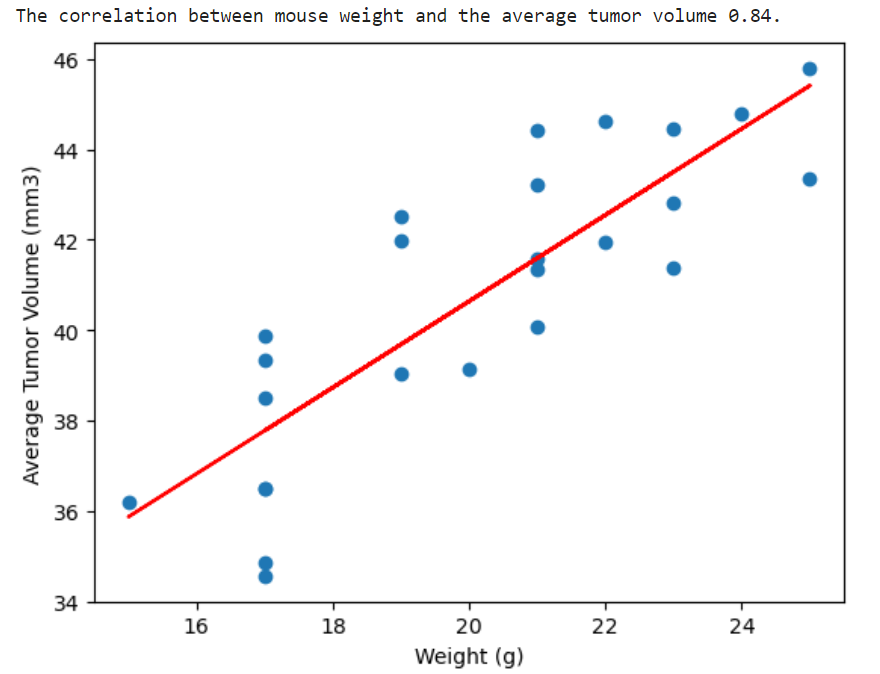 The correlation between mouse weight and the average tumor volume 0.84.
46
44
42
40
38
36
34
Average Tumor Volume (mm3)
16 18 20 22 24
Weight (g)